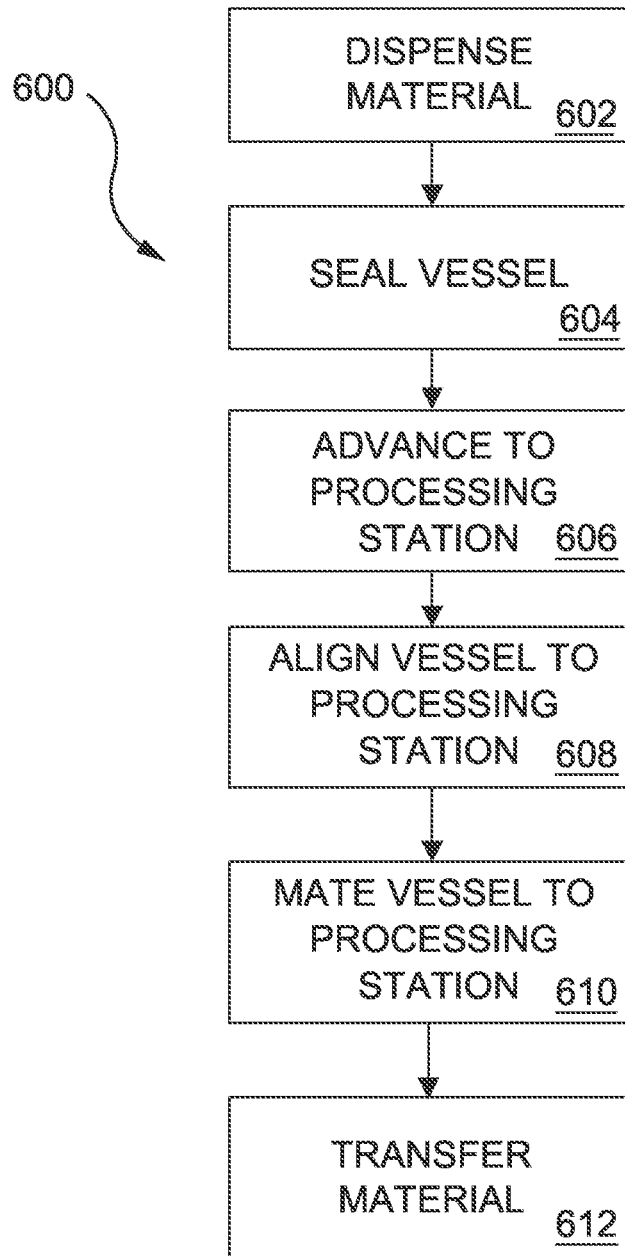 600
DISPENSE
MATERIAL
602
SEAL VESSEL
604
ADVANCE TO
PROCESSING
STATION 606
ALIGN VESSEL TO
PROCESSING
STATION 608
MATE VESSEL TO
PROCESSING
STATION 610
TRANSFER
MATERIAL
612